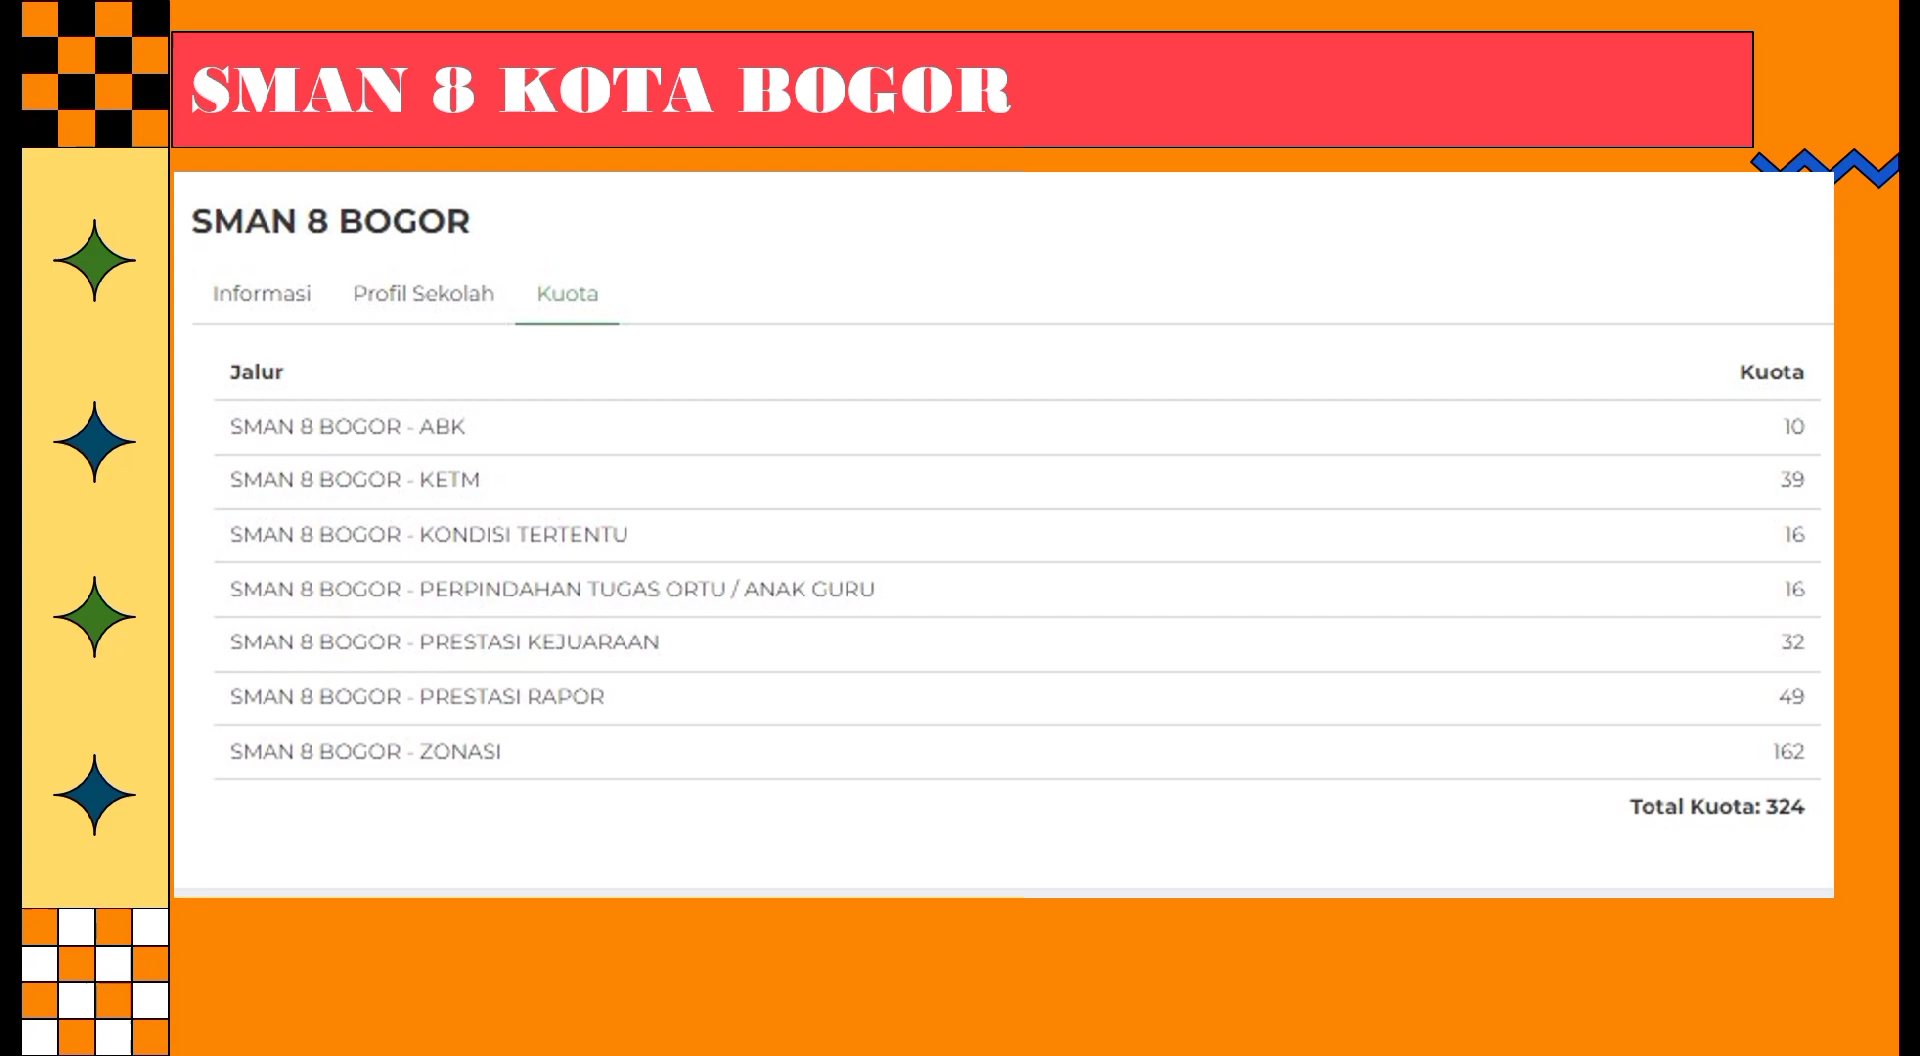 SMAN 8 KOTA BOGOR
SMAN 8 BOGOR
Informasi Profil Sekolah Kuota
Jalur Kuota
SMAN 8 BOGOR - ABK 10
SMAN 8 BOGOR - KETM 39
SMAN 8 BOGOR - KONDISI TERTENTU 16
SMAN 8 BOGOR - PERPINDAHAN TUGAS ORTU / ANAK GURU 16
SMAN 8 BOGOR - PRESTASI KEJUARAAN 32
SMAN 8 BOGOR - PRESTASI RAPOR 49
SMAN 8 BOGOR - ZONASI 162
Total Kuota: 324